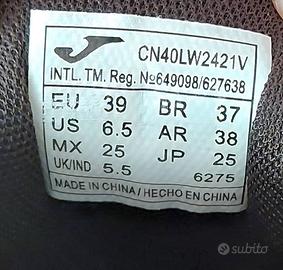 CN40LW2421V
INTL. TM. Reg. №649098/627638
EU 39 BR 37
US 6.5 AR 38
MX 25 JP 25
UK/IND 5.5 6275
MADE IN CHINA / HECHO EN CHINA
subito